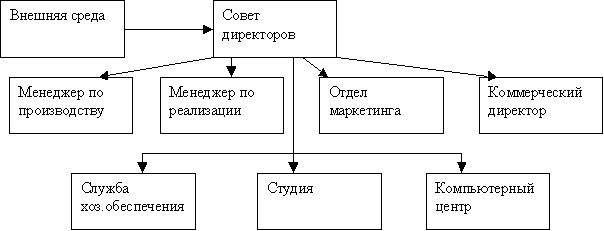 Внешняя среда
Совет
директоров
Менеджер по
производству
Менеджер по
реализации
Отдел
маркетинга
Коммерческий
директор
Служба
хоз.обеспечения
Студия
Компьютерный
центр